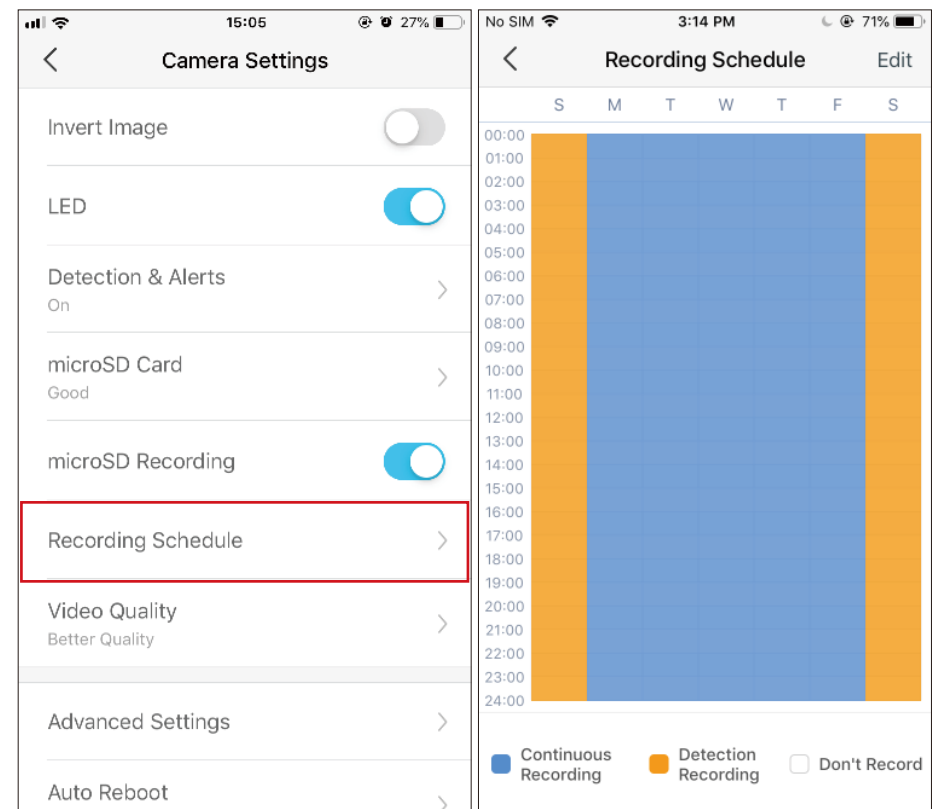 15:05
27%
Camera Settings
Invert Image
LED
Detection & Alerts
On
microSD Card
Good
microSD Recording
Recording Schedule
Video Quality
Better Quality
Advanced Settings
Auto Reboot
No SIM
3:14 PM
71%
Recording Schedule
Edit
S M T W T F S
00:00
01:00
02:00
03:00
04:00
05:00
06:00
07:00
08:00
09:00
10:00
11:00
12:00
13:00
14:00
15:00
16:00
17:00
18:00
19:00
20:00
21:00
22:00
23:00
24:00
Continuous
Recording
Detection
Recording
Don't Record